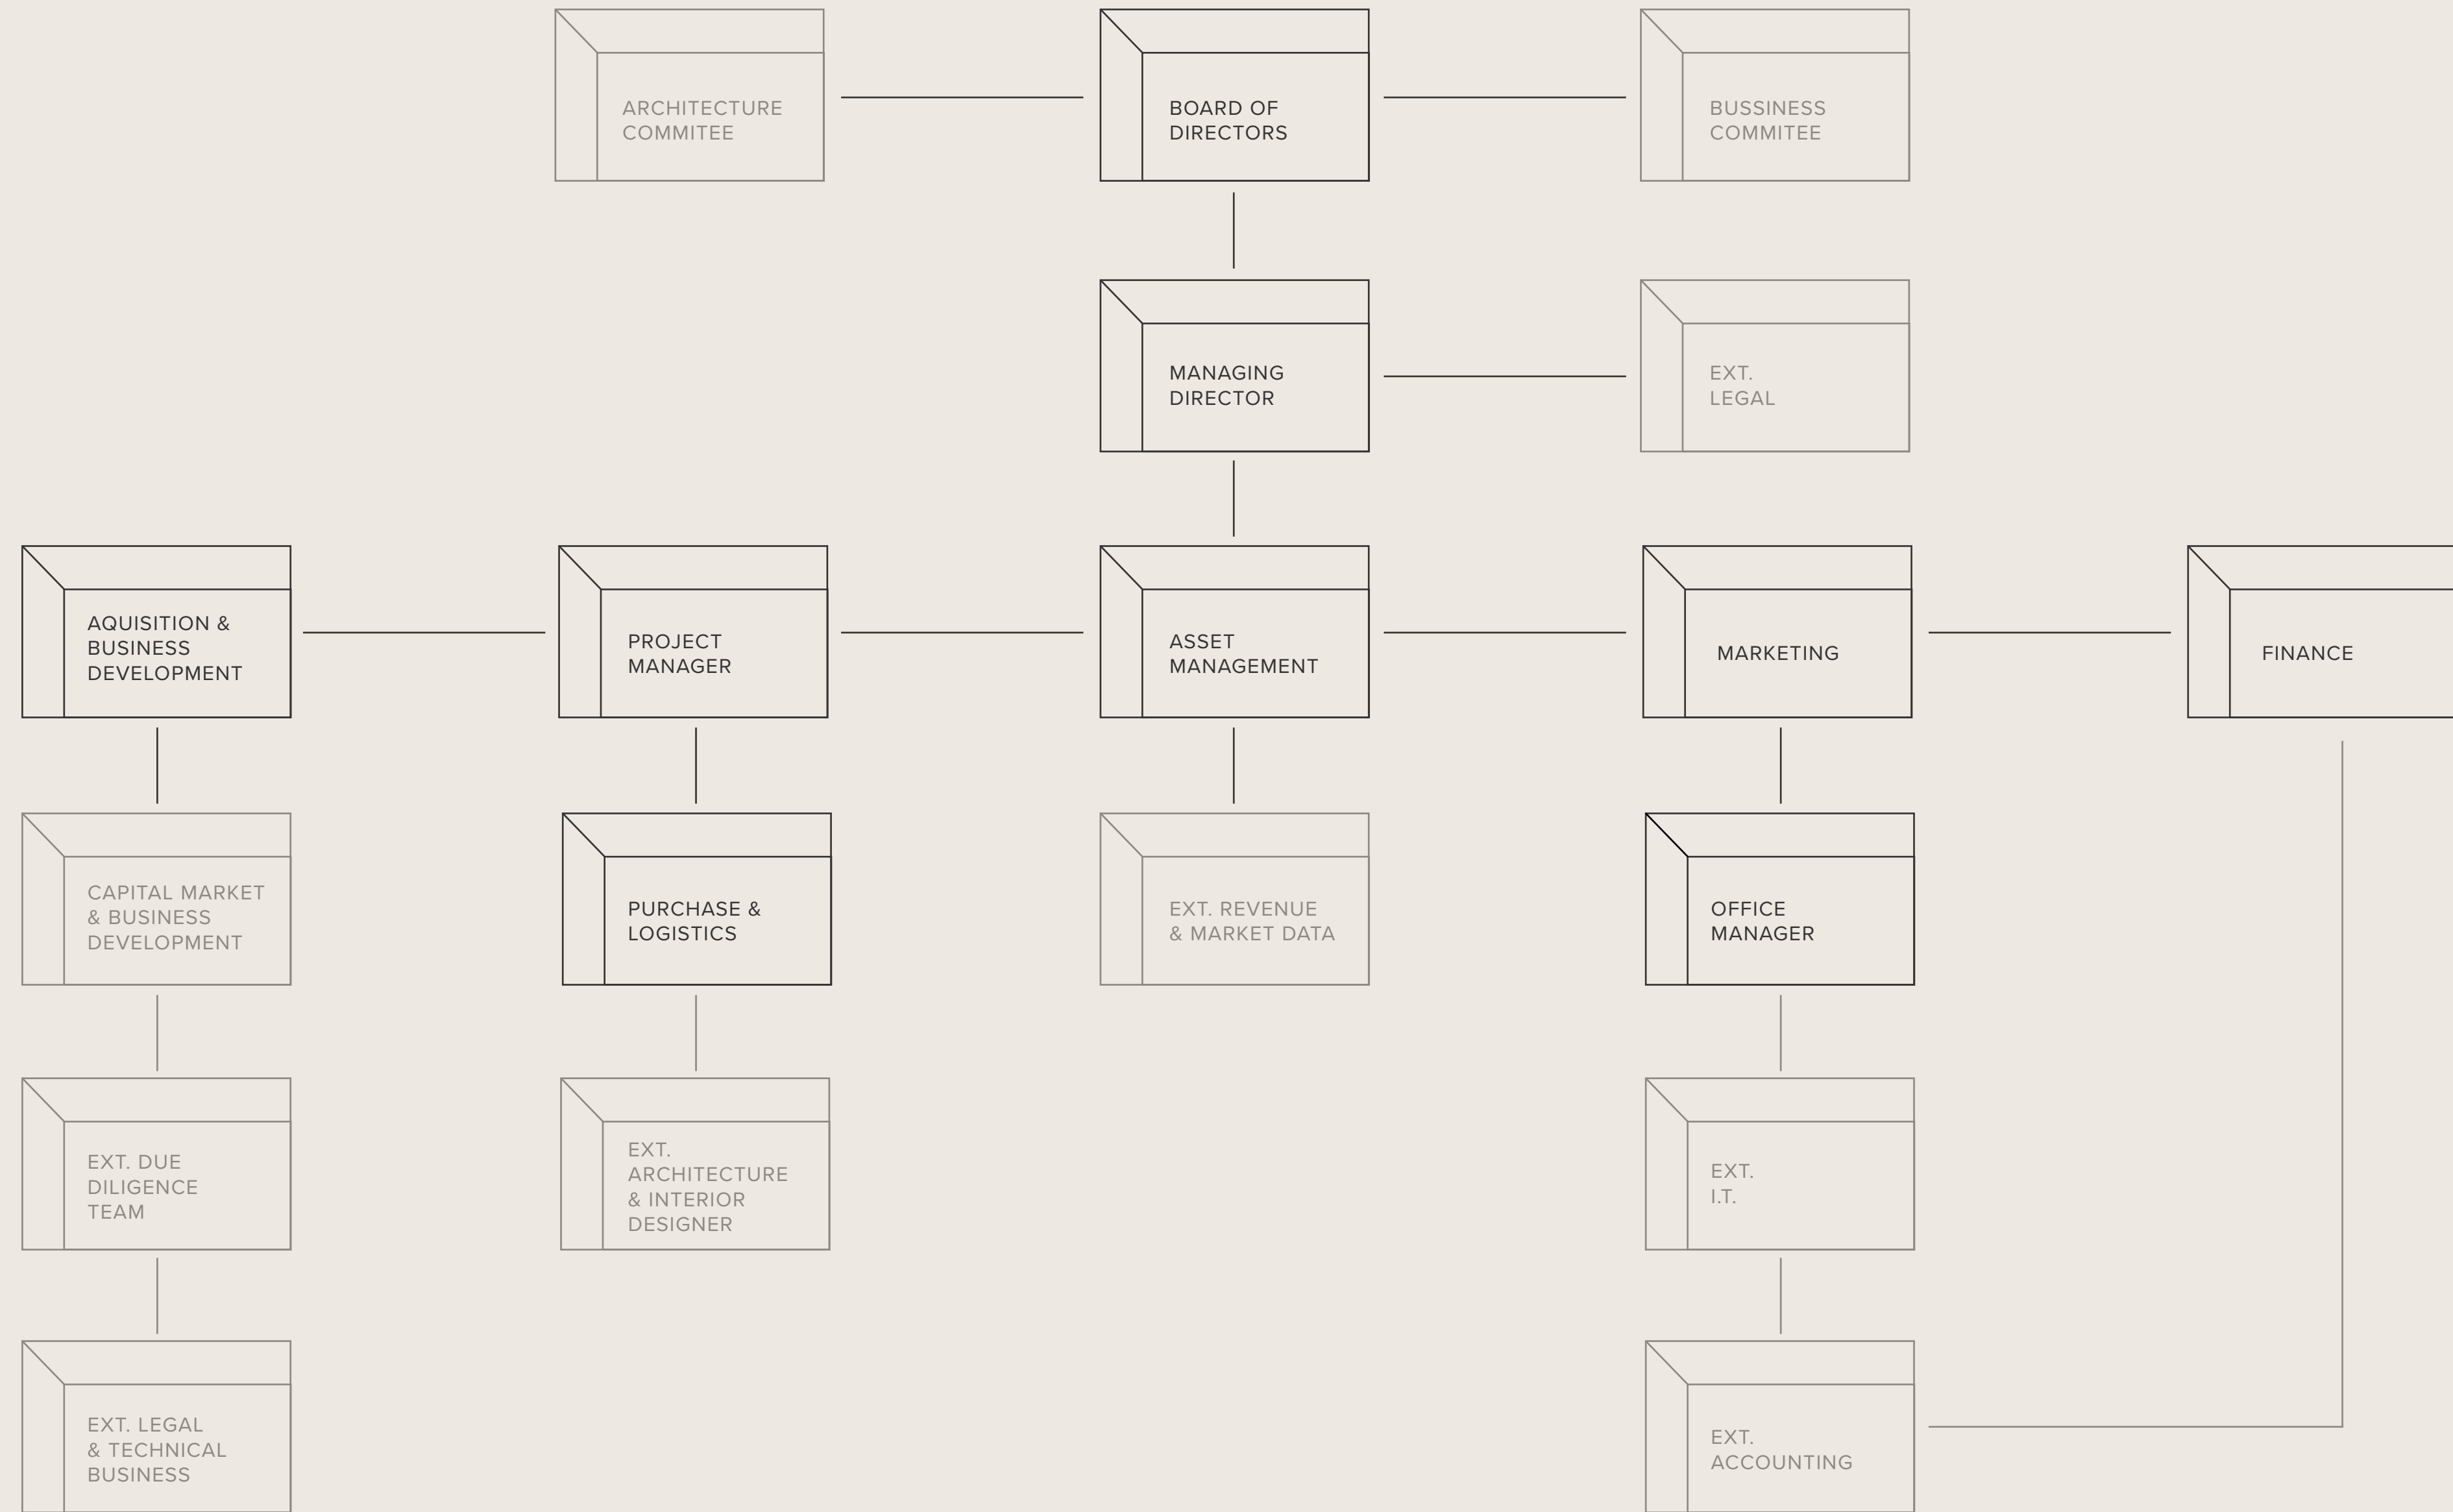 ARCHITECTURE
COMMITEE
BOARD OF
DIRECTORS
BUSSINESS
COMMITEE
MANAGING
DIRECTOR
EXT.
LEGAL
AQUISITION &
BUSINESS
DEVELOPMENT
PROJECT
MANAGER
ASSET
MANAGEMENT
MARKETING
FINANCE
CAPITAL MARKET
& BUSINESS
DEVELOPMENT
PURCHASE &
LOGISTICS
EXT. REVENUE
& MARKET DATA
OFFICE
MANAGER
EXT. DUE
DILIGENCE
TEAM
EXT.
ARCHITECTURE
& INTERIOR
DESIGNER
EXT.
I.T.
EXT. LEGAL
& TECHNICAL
BUSINESS
EXT.
ACCOUNTING